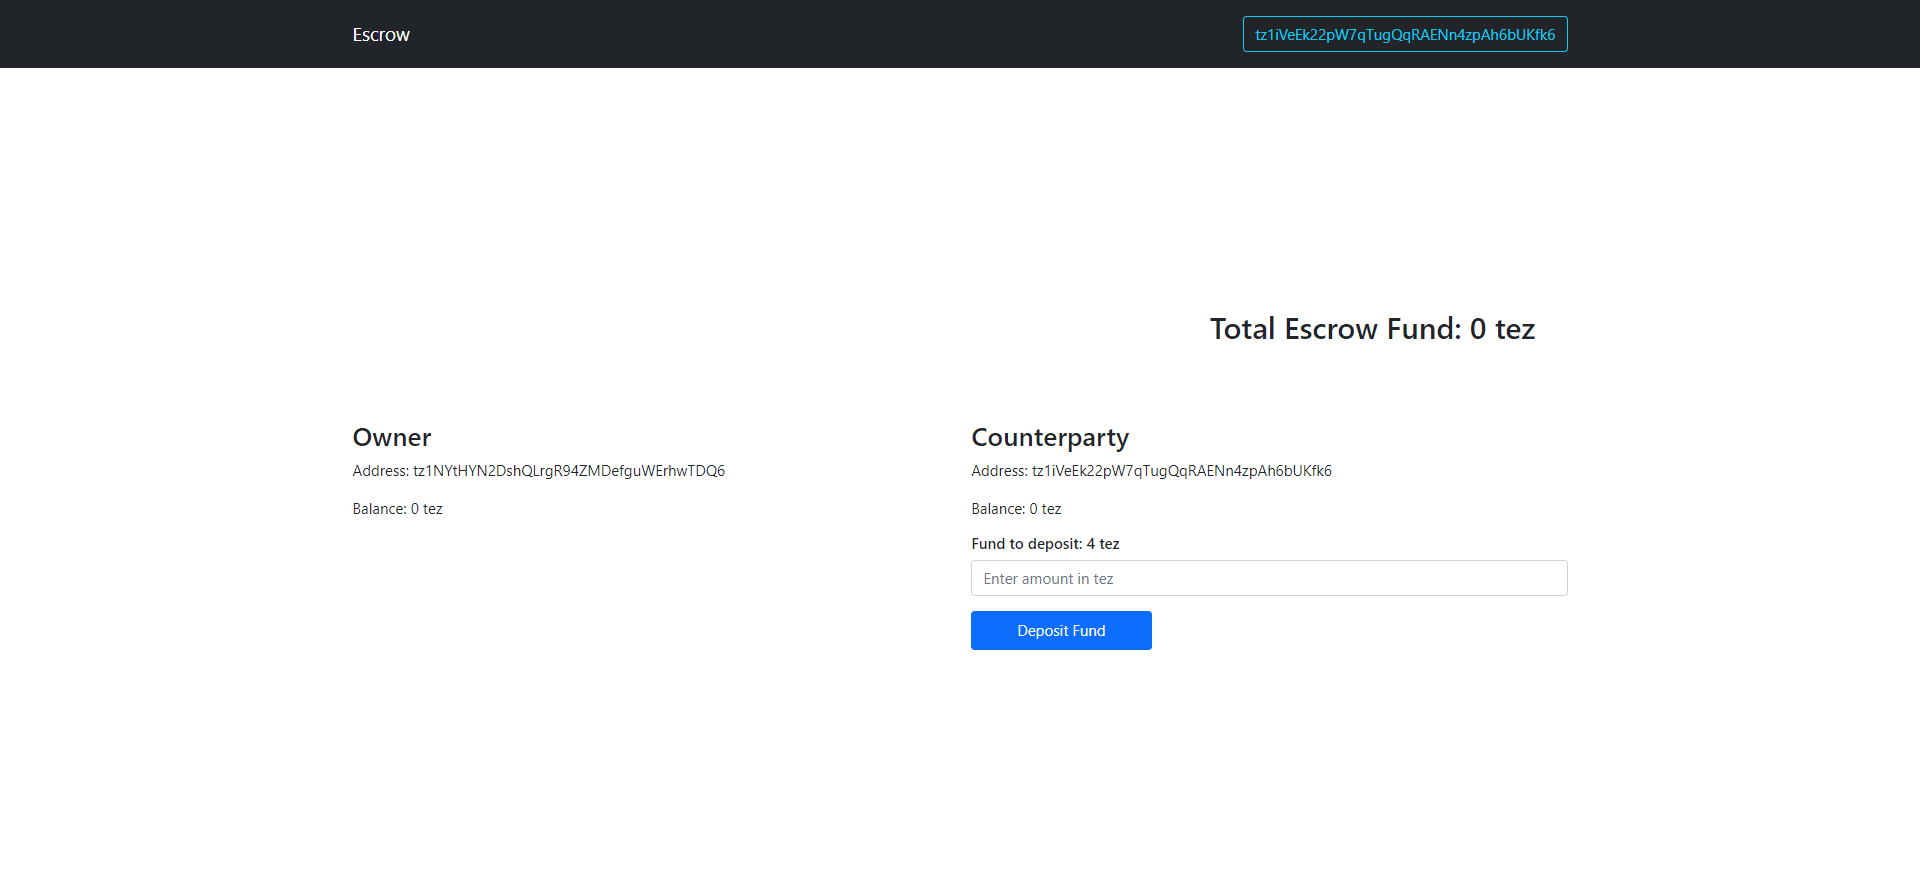 Escrow
tz1iVeEk22pW7qTugQqRAENn4zpAh6bUKfk6
Total Escrow Fund: 0 tez
Owner
Address: tz1NYtHYN2DshQLrgR94ZMDefguWErhwTDQ6
Balance: 0 tez
Counterparty
Address: tz1iVeEk22pW7qTugQqRAENn4zpAh6bUKfk6
Balance: 0 tez
Fund to deposit: 4 tez
Enter amount in tez
Deposit Fund